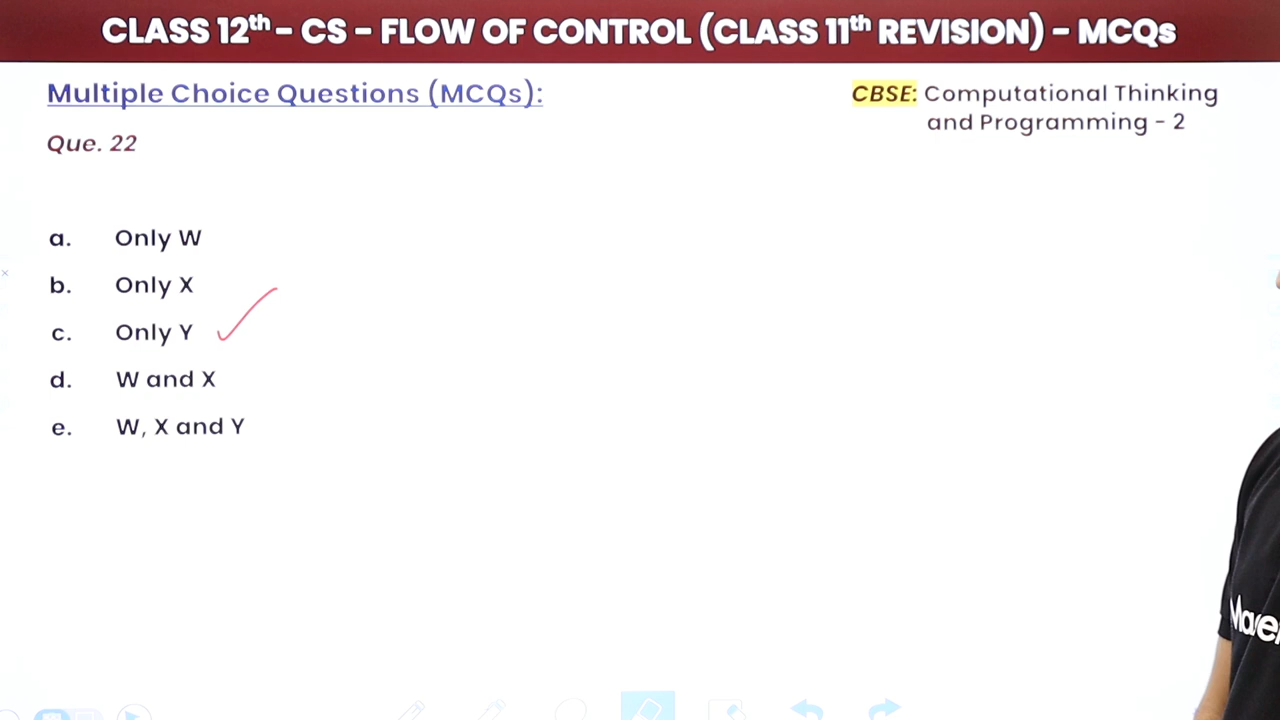 CLASS 12th - CS - FLOW OF CONTROL (CLASS 11th REVISION) - MCQs
Multiple Choice Questions (MCQs):
CBSE: Computational Thinking
and Programming - 2
Que. 22
a. Only W
b. Only X
c. Only Y
d. W and X
e. W, X and Y